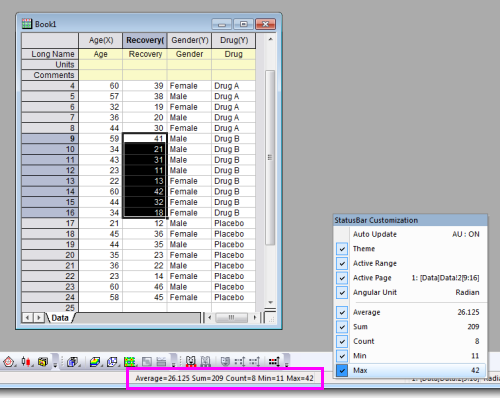 Book1
Age(X) Recovery( Gender(Y) Drug(Y)
Long Name Age Recovery Gender Drug
Units
Comments
4 60 39 Female Drug A
5 57 38 Male Drug A
6 32 19 Female Drug A
7 36 20 Male Drug A
8 44 30 Female Drug A
9 59 41 Male Drug B
10 34 21 Male Drug B
11 43 31 Male Drug B
12 23 11 Male Drug B
13 22 13 Female Drug B
14 60 42 Female Drug B
15 44 32 Female Drug B
16 34 18 Female Drug B
17 21 12 Male Placebo
18 45 36 Female Placebo
19 44 35 Male Placebo
20 35 23 Female Placebo
21 36 22 Male Placebo
22 23 14 Female Placebo
23 60 46 Male Placebo
24 58 45 Female Placebo
25
Data
StatusBar Customization
Auto Update AU : ON
Theme
Active Range
Active Page 1: [Data]Data!2[9:16]
Angular Unit Radian
Average 26.125
Sum 209
Count 8
Min 11
Max 42
Average=26.125 Sum=209 Count=8 Min=11 Max=42
1: [Data]Data!2[9:16] Radia